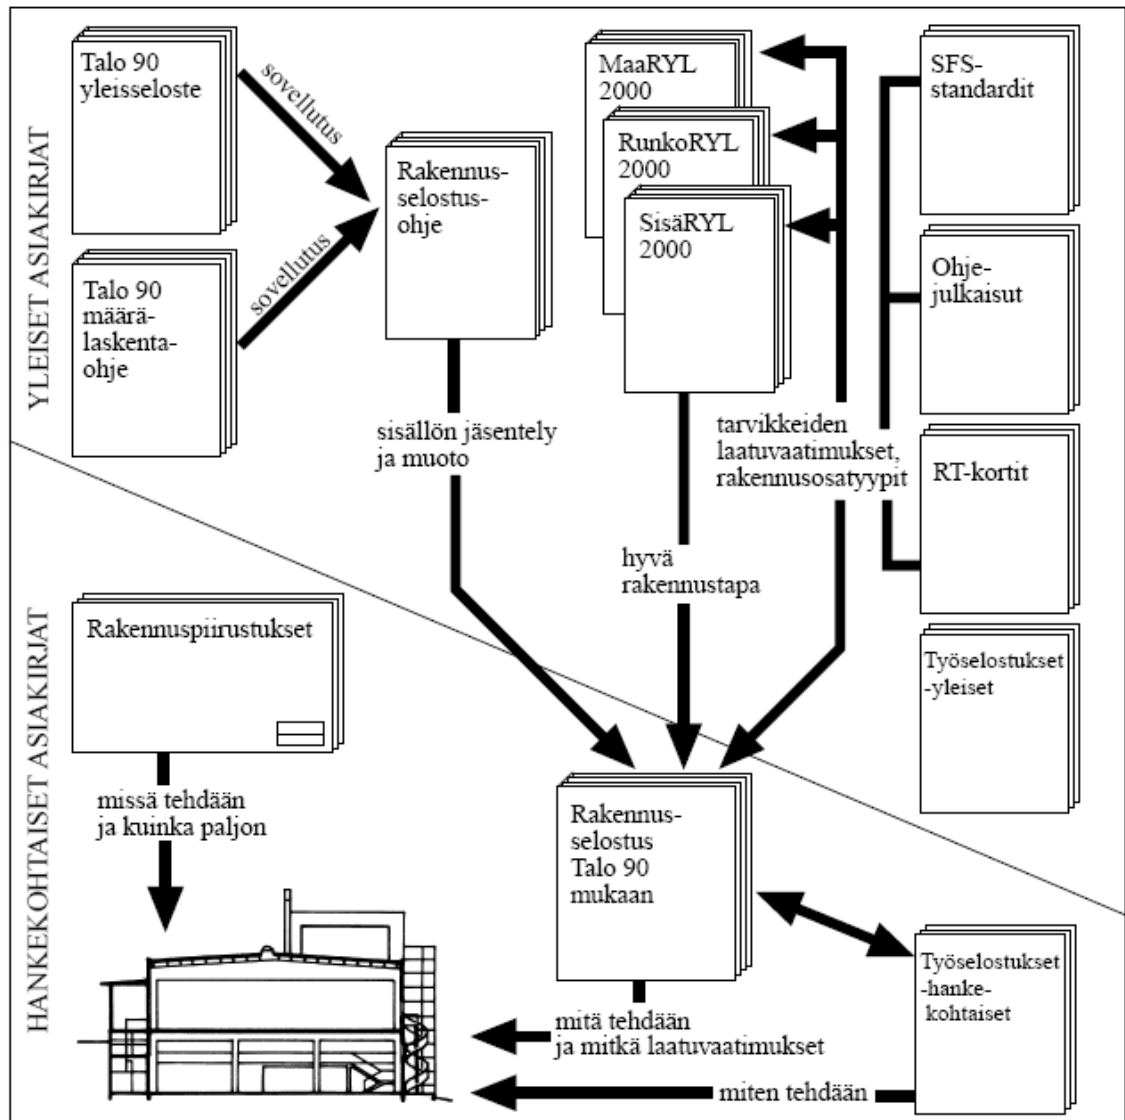 YLEISET ASIAKIRJAT
Talo 90
yleisseloste
sovellutus
Talo 90
määrä-
laskenta-
ohje
sovellutus
Rakennus-
selostus-
ohje
MaaRYL
2000
RunkoRYL
2000
SisäRYL
2000
SFS-
standardit
Ohje-
julkaisut
RT-kortit
Työselostukset
-yleiset
sisällön jäsentely
ja muoto
tarvikkeiden
laatuvaatimukset,
rakennusosatyypit
hyvä
rakennustapa
HANKEKOHTAISET ASIAKIRJAT
Rakennuspiirustukset
missä tehdään
ja kuinka paljon
Rakennus-
selostus
Talo 90
mukaan
Työselostukset
-hanke-
kohtaiset
mitä tehdään
ja mitkä laatuvaatimukset
miten tehdään